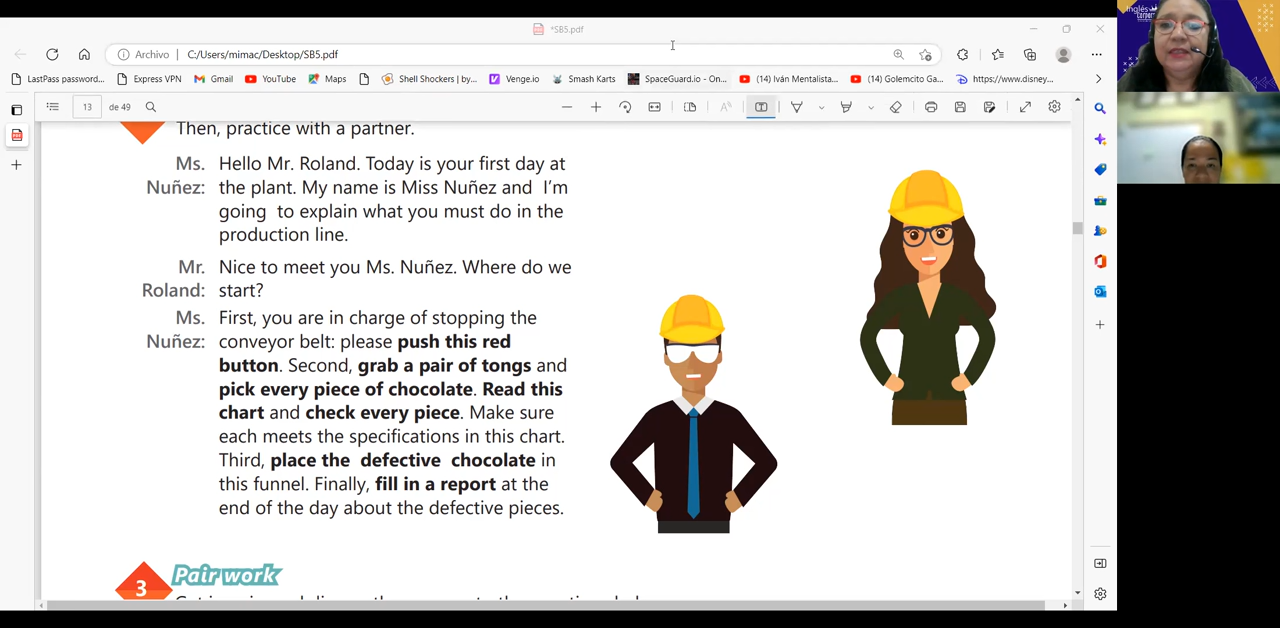 *SB5.pdf
Archivo
C:/Users/mimac/Desktop/SB5.pdf
LastPass password...
Express VPN
Gmail
YouTube
Maps
Shell Shockers | by...
Venge.io
Smash Karts
SpaceGuard.io - On...
(14) Iván Mentalista...
(14) Golemcito Ga...
https://www.disney...
13
de 49
Then, practice with a partner.
Ms. Hello Mr. Roland. Today is your first day at
Nuñez: the plant. My name is Miss Nuñez and I'm
going to explain what you must do in the
production line.
Mr. Nice to meet you Ms. Nuñez. Where do we
Roland: start?
Ms. First, you are in charge of stopping the
Nuñez: conveyor belt: please push this red
button. Second, grab a pair of tongs and
pick every piece of chocolate. Read this
chart and check every piece. Make sure
each meets the specifications in this chart.
Third, place the defective chocolate in
this funnel. Finally, fill in a report at the
end of the day about the defective pieces.
3
Pair work
Inglés